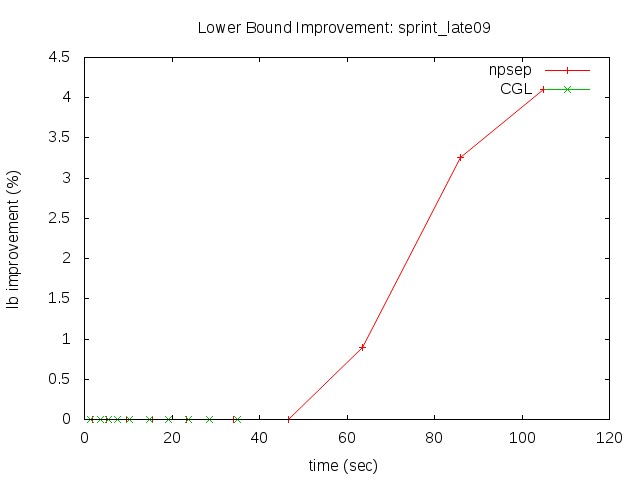 Lower Bound Improvement: sprint_late09
4.5
4
3.5
3
2.5
2
1.5
1
0.5
0
lb improvement (%)
npsep
CGL
0 20 40 60 80 100 120
time (sec)